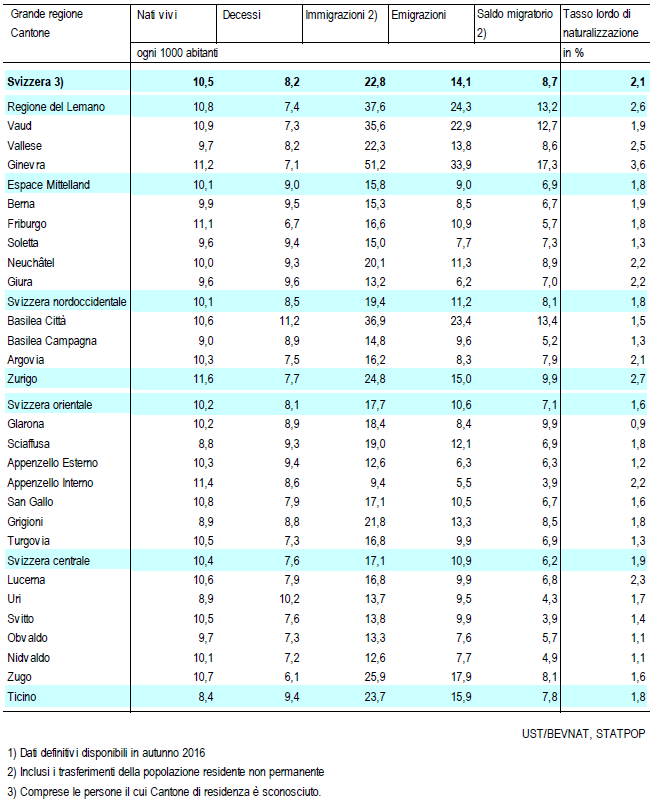 Grande regione Nati vivi Decessi Immigrazioni 2) Emigrazioni Saldo migratorio Tasso lordo di
Cantone 2) naturalizzazione
ogni 1000 abitanti in %
Svizzera 3) 10,5 8,2 22,8 14,1 8,7 2,1
Regione del Lemano 10,8 7,4 37,6 24,3 13,2 2,6
Vaud 10,9 7,3 35,6 22,9 12,7 1,9
Vallese 9,7 8,2 22,3 13,8 8,6 2,5
Ginevra 11,2 7,1 51,2 33,9 17,3 3,6
Espace Mittelland 10,1 9,0 15,8 9,0 6,9 1,8
Berna 9,9 9,5 15,3 8,5 6,7 1,9
Friburgo 11,1 6,7 16,6 10,9 5,7 1,8
Soletta 9,6 9,4 15,0 7,7 7,3 1,3
Neuchâtel 10,0 9,3 20,1 11,3 8,9 2,2
Giura 9,6 9,6 13,2 6,2 7,0 2,2
Svizzera nordoccidentale 10,1 8,5 19,4 11,2 8,1 1,8
Basilea Città 10,6 11,2 36,9 23,4 13,4 1,5
Basilea Campagna 9,0 8,9 14,8 9,6 5,2 1,3
Argovia 10,3 7,5 16,2 8,3 7,9 2,1
Zurigo 11,6 7,7 24,8 15,0 9,9 2,7
Svizzera orientale 10,2 8,1 17,7 10,6 7,1 1,6
Glarona 10,2 8,9 18,4 8,4 9,9 0,9
Sciaffusa 8,8 9,3 19,0 12,1 6,9 1,8
Appenzello Esterno 10,3 9,4 12,6 6,3 6,3 1,2
Appenzello Interno 11,4 8,6 9,4 5,5 3,9 2,2
San Gallo 10,8 7,9 17,1 10,5 6,7 1,6
Grigioni 8,9 8,8 21,8 13,3 8,5 1,8
Turgovia 10,5 7,3 16,8 9,9 6,9 1,3
Svizzera centrale 10,4 7,6 17,1 10,9 6,2 1,9
Lucerna 10,6 7,9 16,8 9,9 6,8 2,3
Uri 8,9 10,2 13,7 9,5 4,3 1,7
Svitto 10,5 7,6 13,8 9,9 3,9 1,4
Obvaldo 9,7 7,3 13,3 7,6 5,7 1,1
Nidvaldo 10,1 7,2 12,6 7,7 4,9 1,1
Zugo 10,7 6,1 25,9 17,9 8,1 1,6
Ticino 8,4 9,4 23,7 15,9 7,8 1,8
UST/BEVNAT, STATPOP
1) Dati definitivi disponibili in autunno 2016
2) Inclusi i trasferimenti della popolazione residente non permanente
3) Comprese le persone il cui Cantone di residenza è sconosciuto.